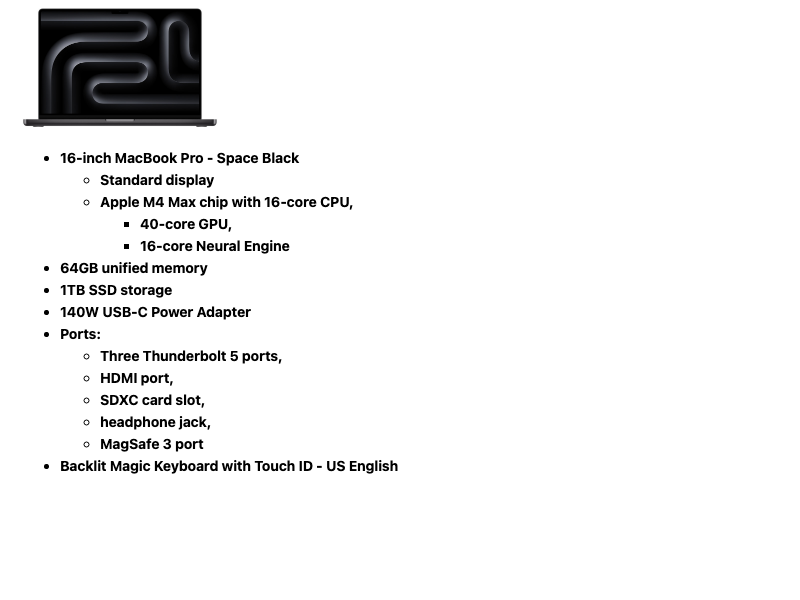 16-inch MacBook Pro - Space Black
Standard display
Apple M4 Max chip with 16-core CPU,
40-core GPU,
16-core Neural Engine
64GB unified memory
1TB SSD storage
140W USB-C Power Adapter
Ports:
Three Thunderbolt 5 ports,
HDMI port,
SDXC card slot,
headphone jack,
MagSafe 3 port
Backlit Magic Keyboard with Touch ID - US English